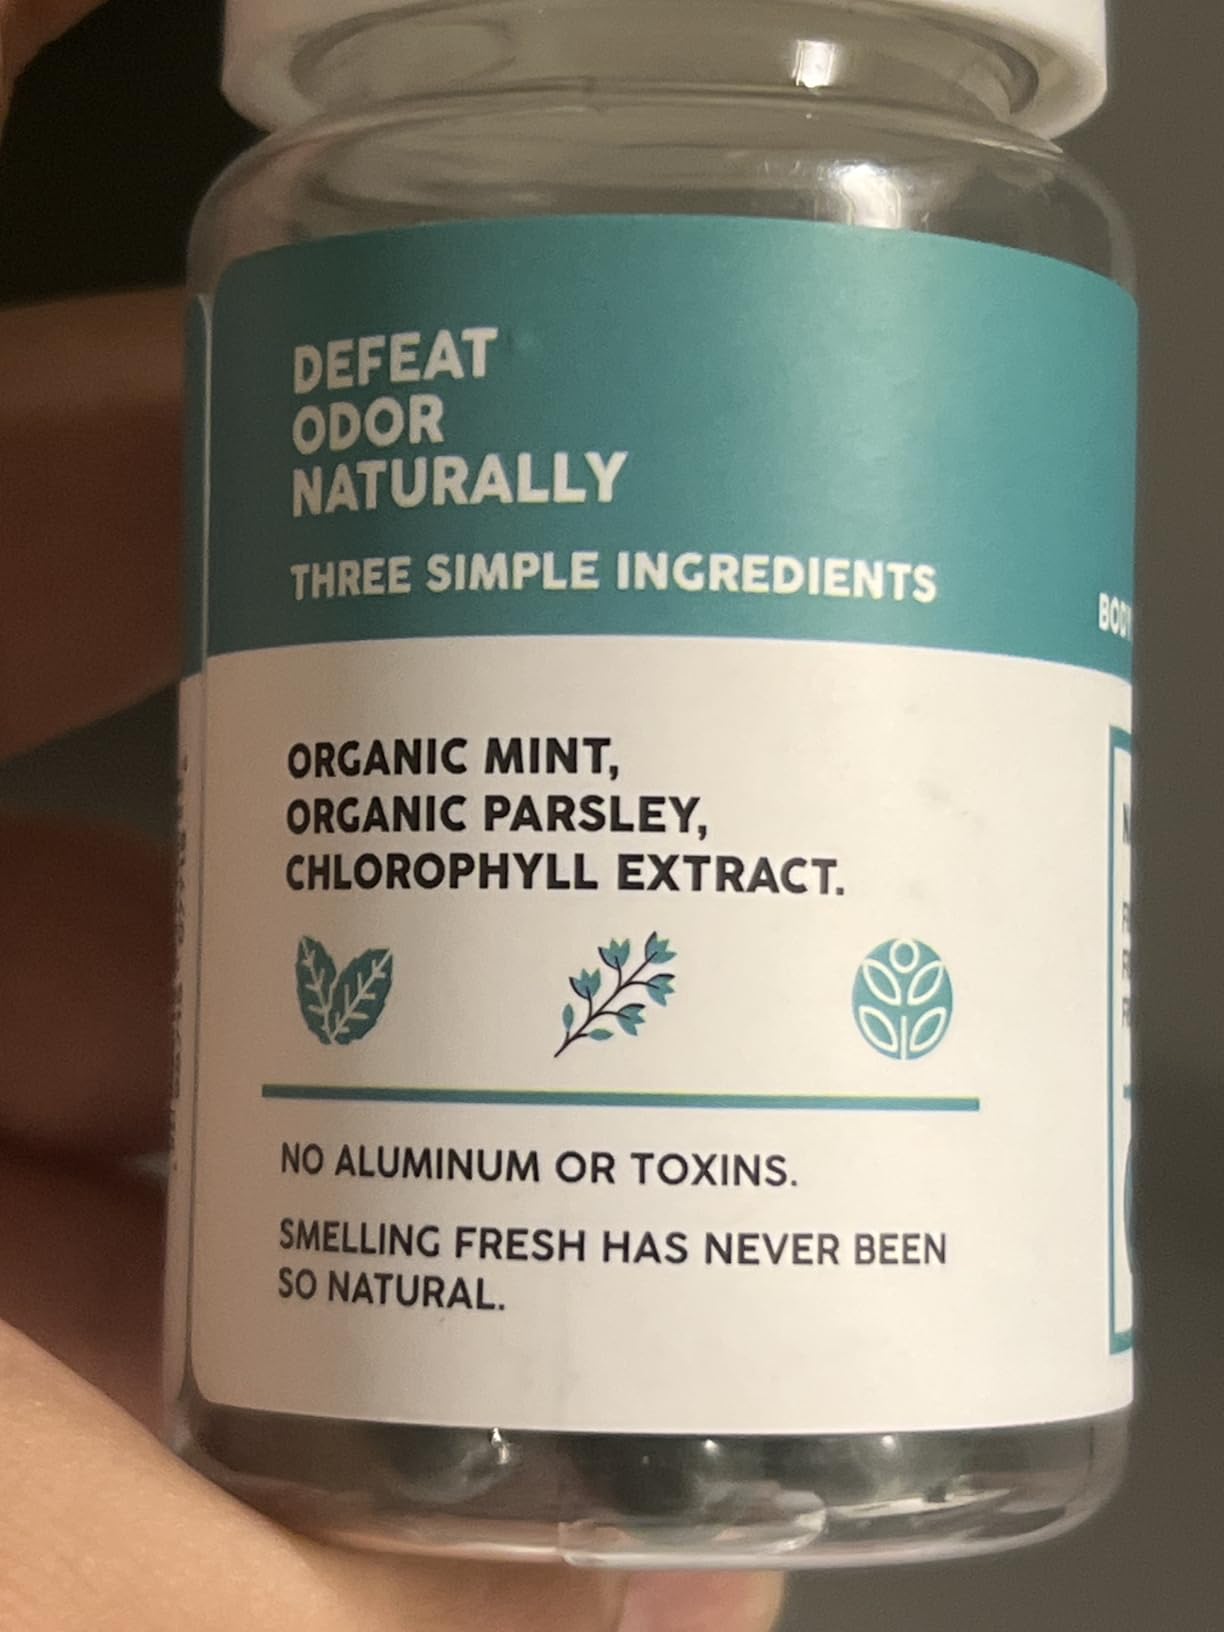 DEFEAT
ODOR
NATURALLY
THREE SIMPLE INGREDIENTS
ORGANIC MINT,
ORGANIC PARSLEY,
CHLOROPHYLL EXTRACT.
NO ALUMINUM OR TOXINS.
SMELLING FRESH HAS NEVER BEEN
SO NATURAL.
BODY